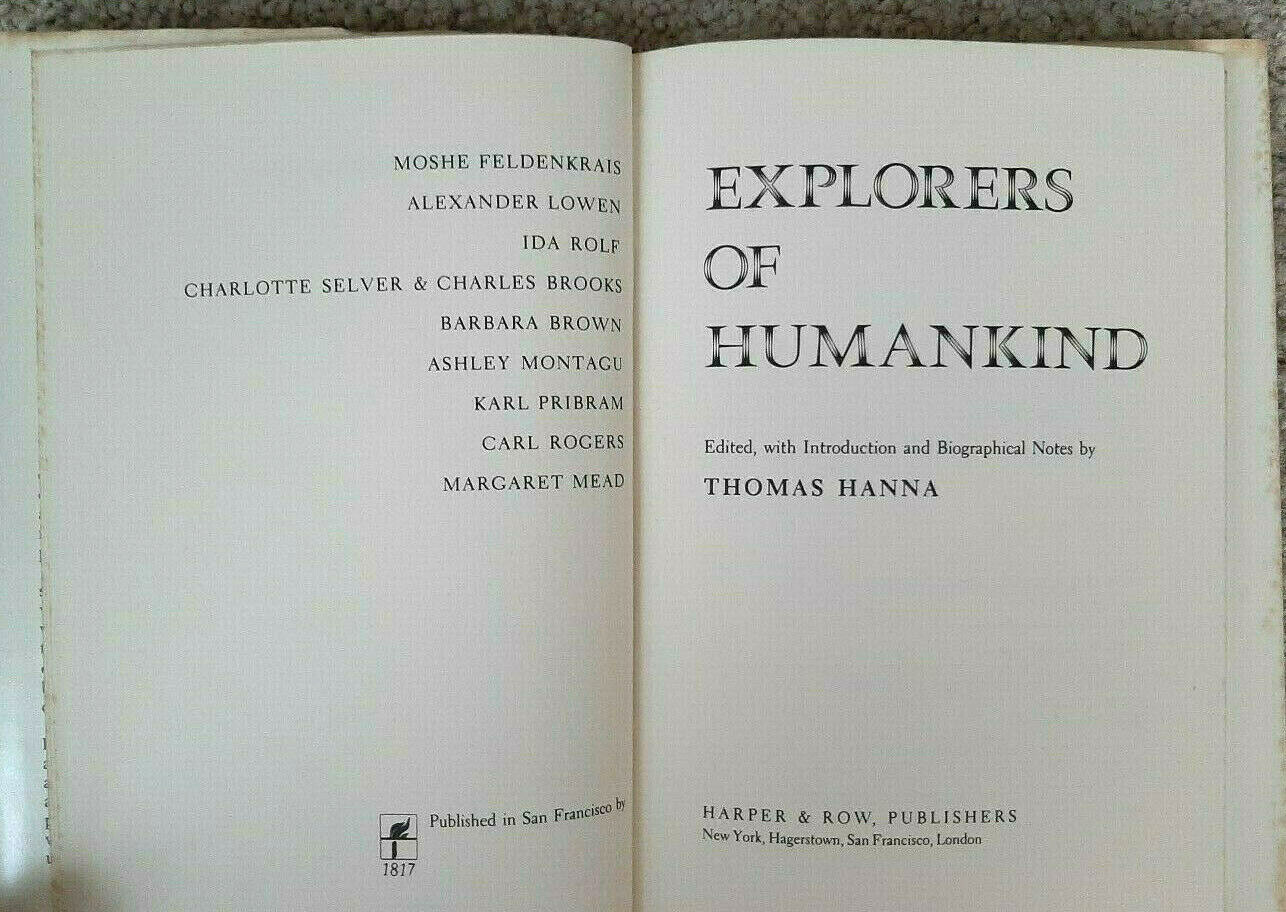 MOSHE FELDENKRAIS
ALEXANDER LOWEN
IDA ROLF
CHARLOTTE SELVER & CHARLES BROOKS
BARBARA BROWN
ASHLEY MONTAGU
KARL PRIBRAM
CARL ROGERS
MARGARET MEAD
Published in San Francisco by
1817
EXPLORERS
OF
HUMANKIND
Edited, with Introduction and Biographical Notes by
THOMAS HANNA
HARPER & ROW, PUBLISHERS
New York, Hagerstown, San Francisco, London